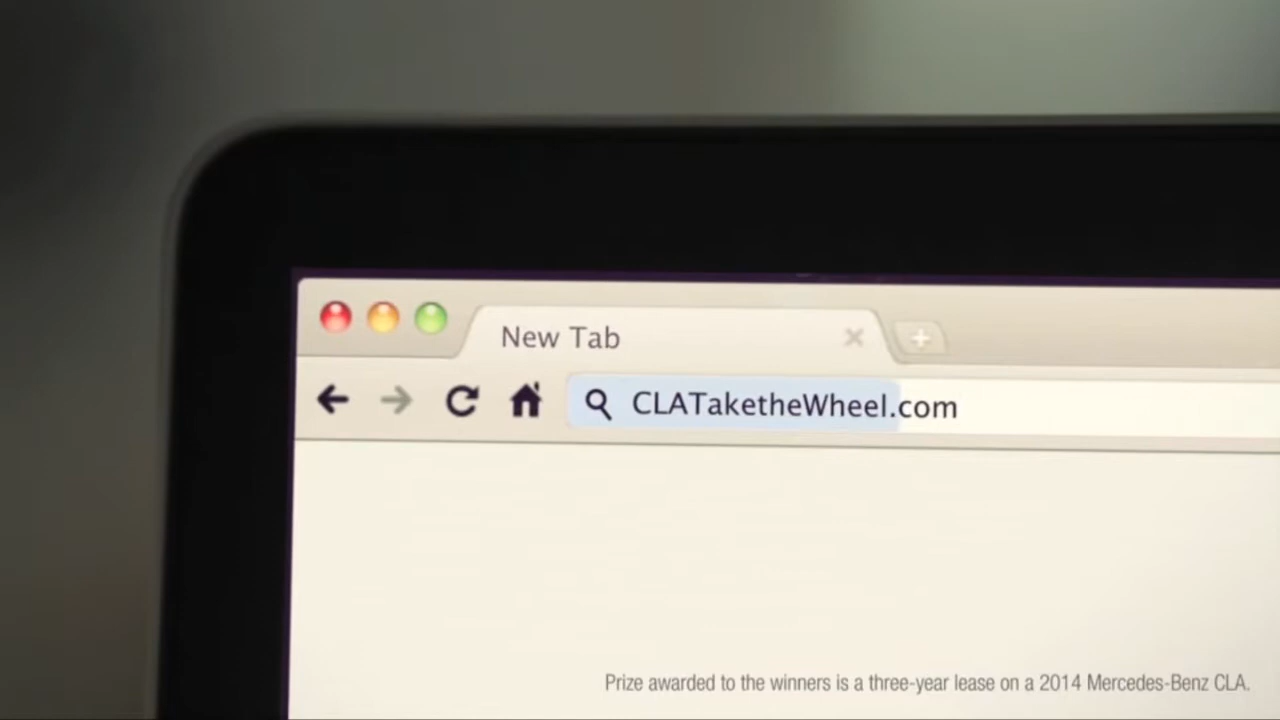 New Tab
CLATaketheWheel.com
Prize awarded to the winners is a three-year lease on a 2014 Mercedes-Benz CLA.